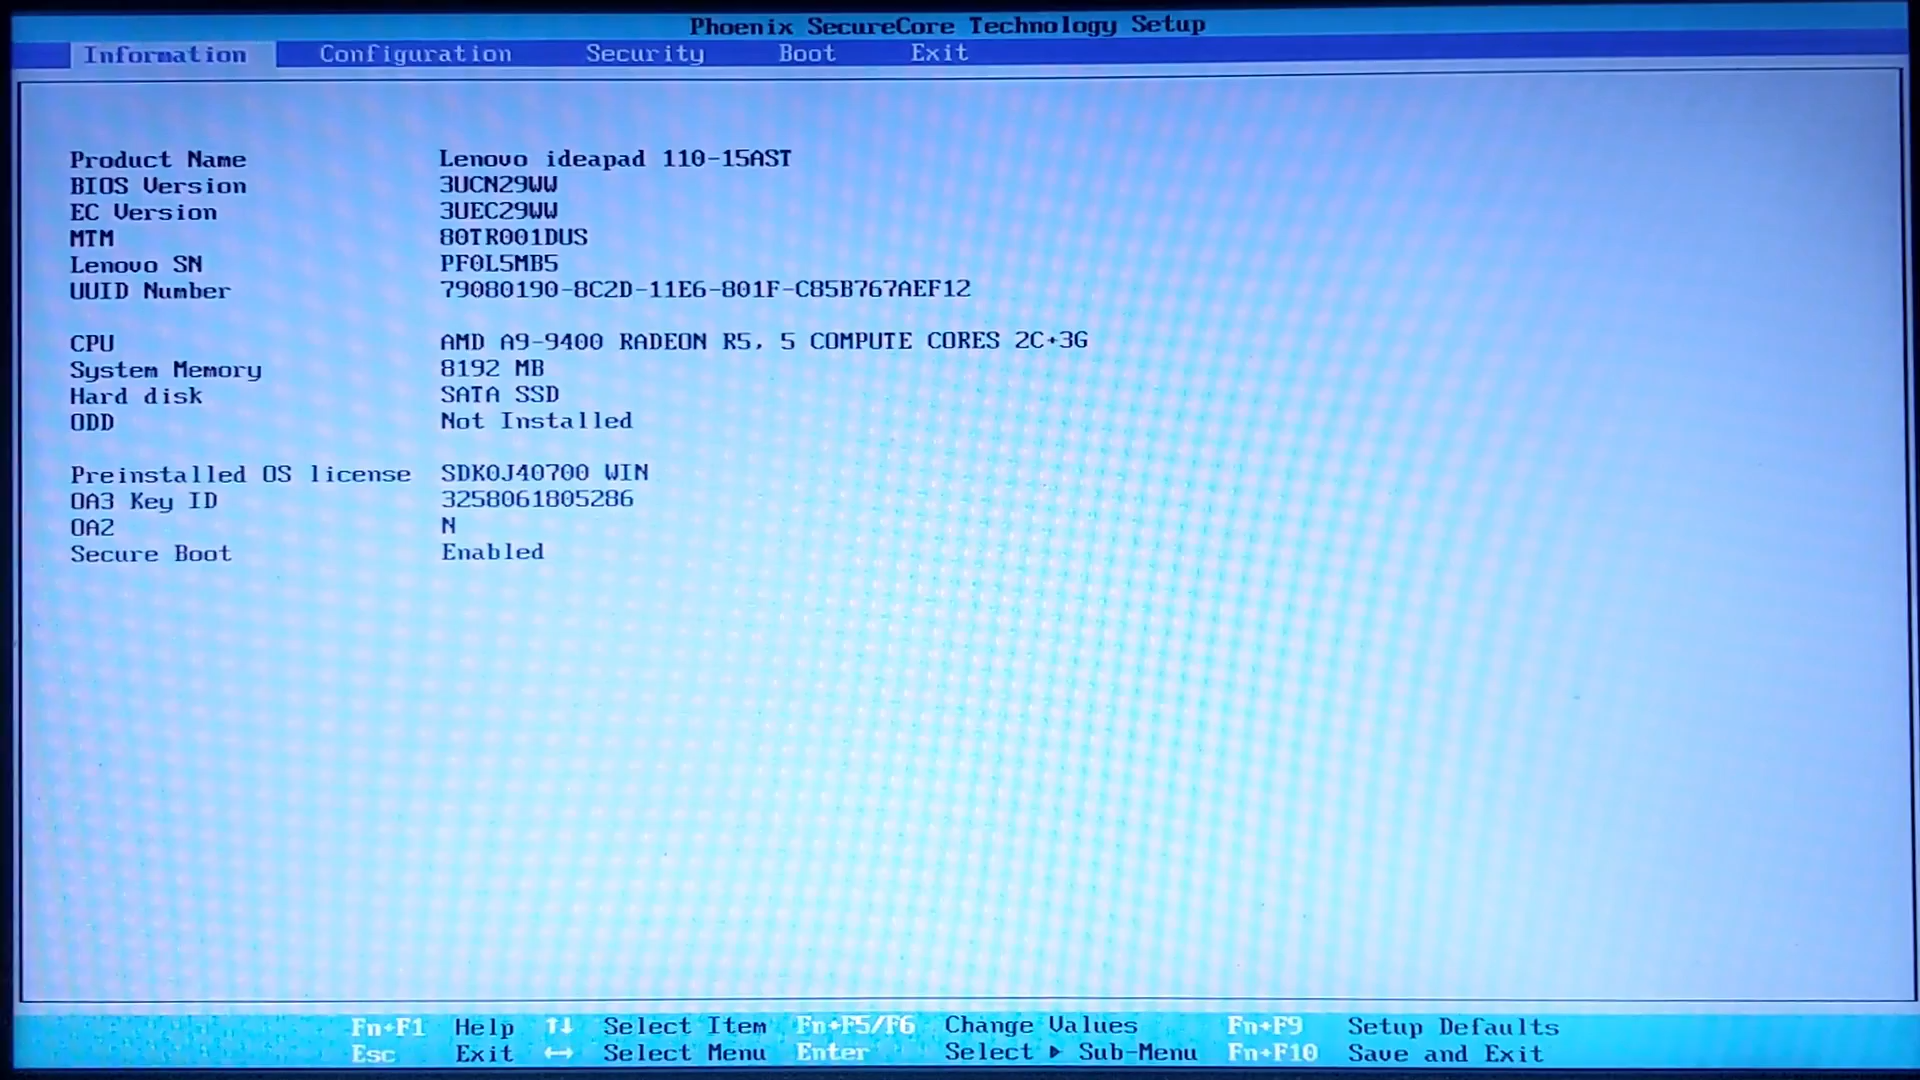 Phoenix SecureCore Technology Setup
Information Configuration Security Boot Exit
Product Name Lenovo ideapad 110-15AST
BIOS Version 3UCN29WW
EC Version 3UEC29WW
MTM 80TR001DUS
Lenovo SN PF0L5MB5
UUID Number 79080190-8C2D-11E6-801F-C85B767AEF12
CPU AMD A9-9400 RADEON R5, 5 COMPUTE CORES 2C+3G
System Memory 8192 MB
Hard disk SATA SSD
ODD Not Installed
Preinstalled OS license SDK0J40700 WIN
OA3 Key ID 3258061805286
OA2 N
Secure Boot Enabled
Fn+F1 Help ↑↓ Select Item Fn+F5/F6 Change Values Fn+F9 Setup Defaults
Esc Exit ↔ Select Menu Enter Select ▶ Sub-Menu Fn+F10 Save and Exit